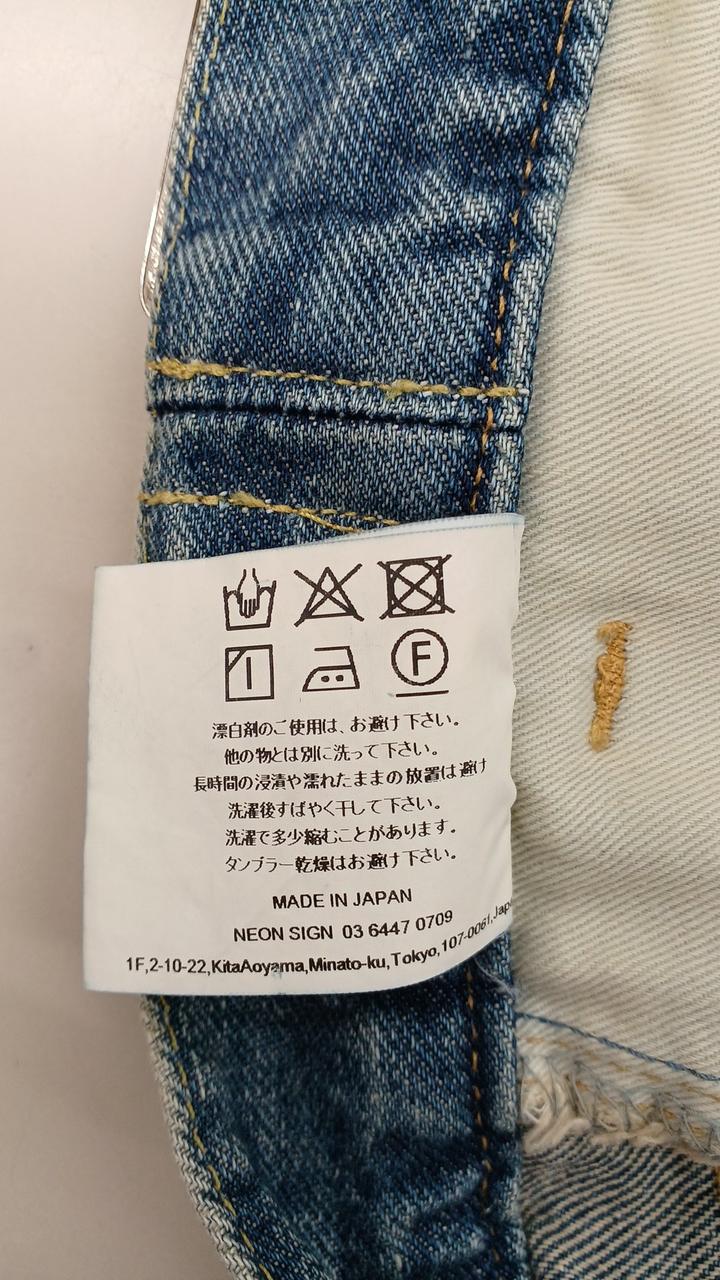 F
漂白剤のご使用は、お避け下さい。
他の物とは別に洗って下さい。
長時間の浸漬や濡れたままの放置は避け
洗濯後すばやく干して下さい。
洗濯で多少縮むことがあります。
タンブラー乾燥はお避け下さい。
MADE IN JAPAN
NEON SIGN 03 6447 0709
1F,2-10-22,KitaAoyama,Minato-ku,Tokyo,107-0061,